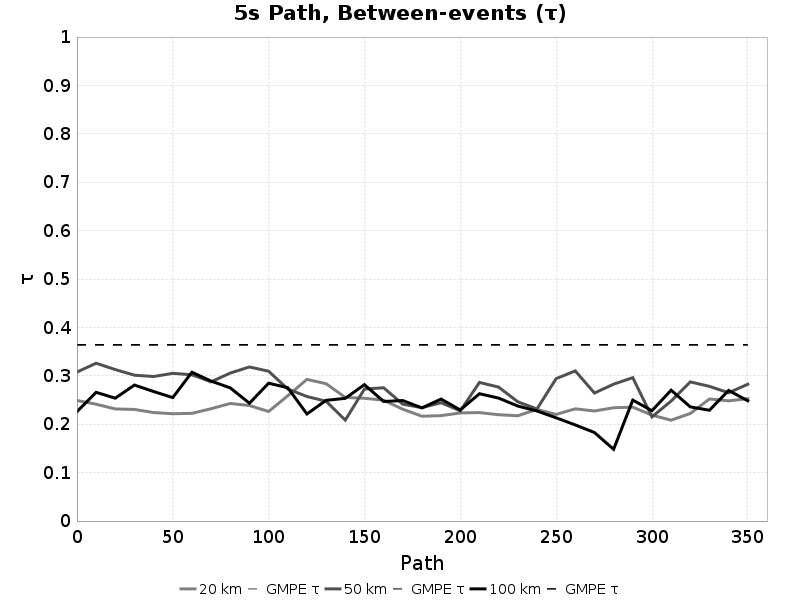 5s Path, Between-events (τ)
1
0.9
0.8
0.7
0.6
0.5
0.4
0.3
0.2
0.1
0
τ
0 50 100 150 200 250 300 350
Path
20 km GMPE τ 50 km GMPE τ 100 km GMPE τ